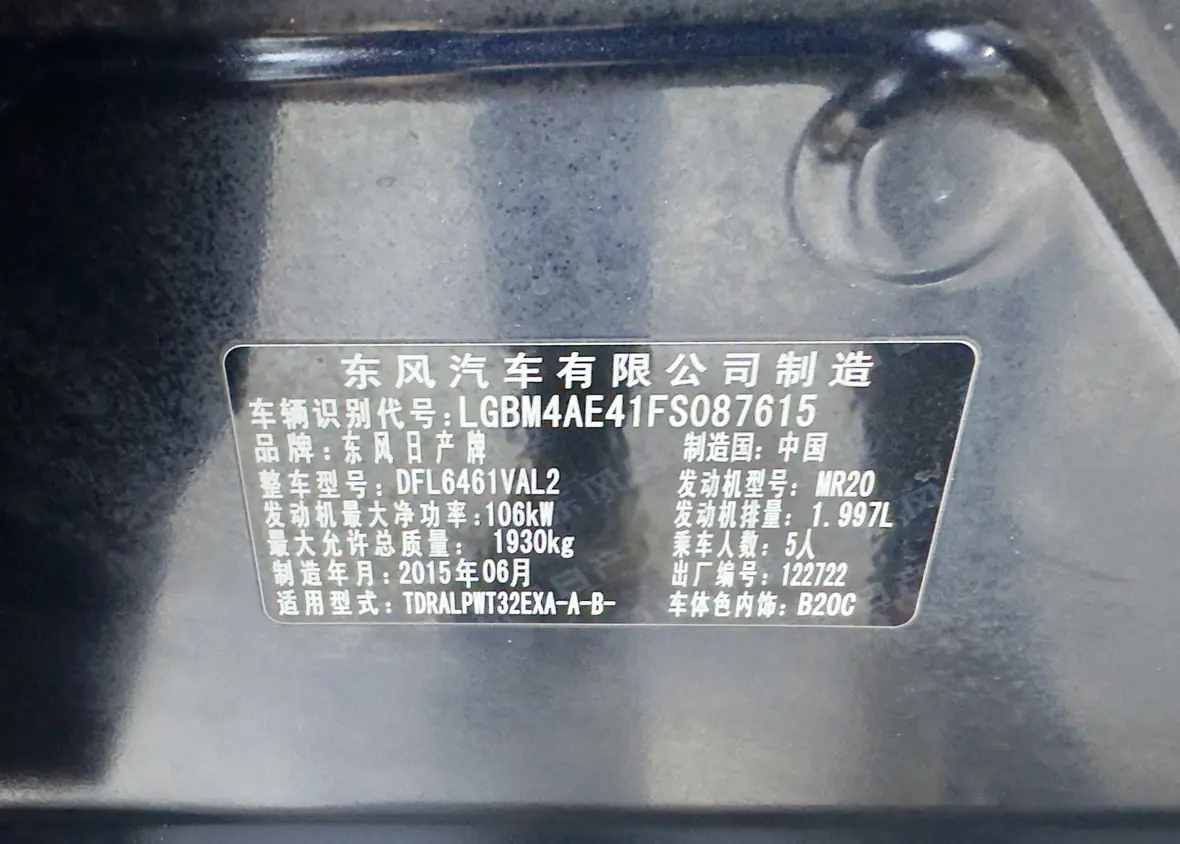 东风汽车有限公司制造
车辆识别代号:LGBM4AE41FS087615
品牌:东风日产牌 制造国:中国
整车型号:DFL6461VAL2 发动机型号:MR20
发动机最大净功率:106kW 发动机排量:1.997L
最大允许总质量: 1930kg 乘车人数:5人
制造年月:2015年06月 出厂编号:122722
适用型式:TDRALPWT32EXA-A-B- 车体色内饰:B20C